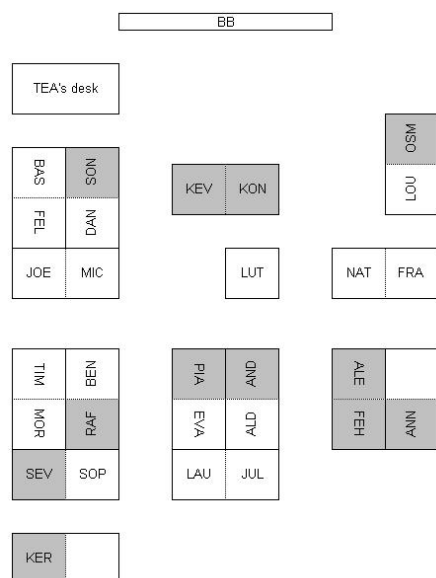 BB
TEA's desk
BAS SON
FEL DAN
JOE MIC
KEV KON
OSM
LOU
LUT
NAT FRA
TIM BEN
MOR RAF
SEV SOP
PIA AND
EVA ALD
LAU JUL
ALE
FEH ANN
KER